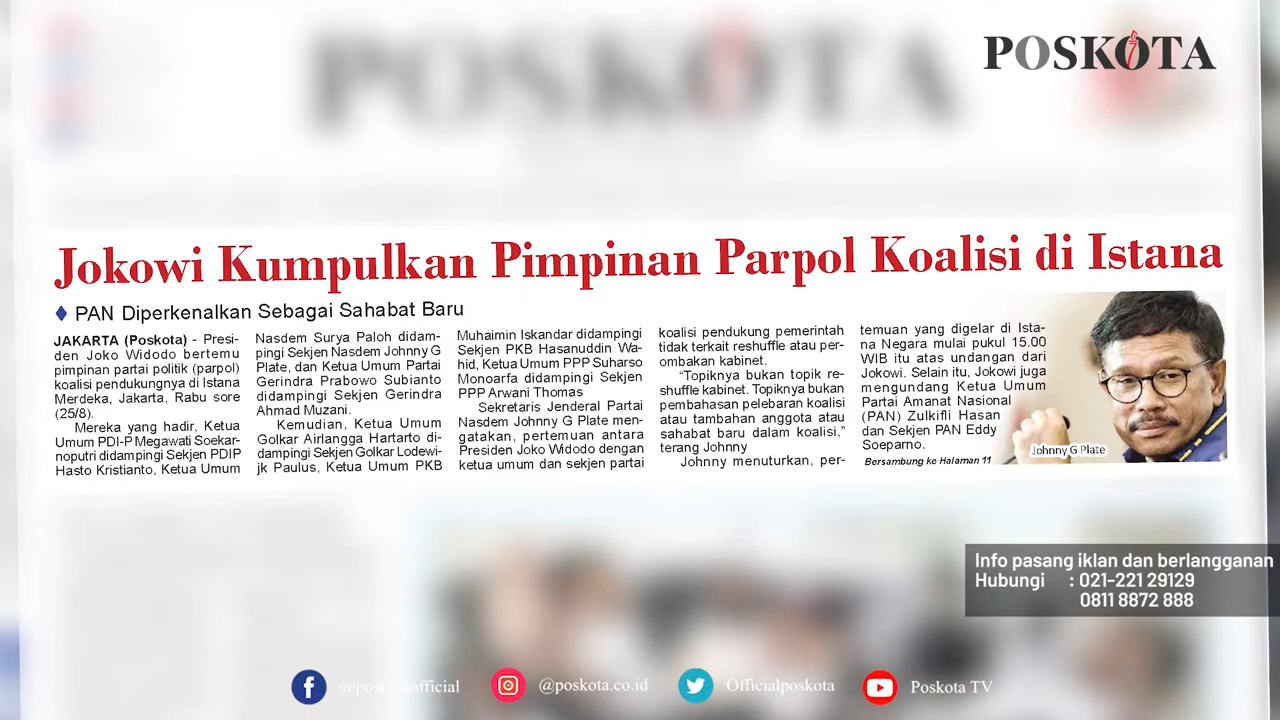 POSKOTA
POSKOTA
Jokowi Kumpulkan Pimpinan Parpol Koalisi di Istana
PAN Diperkenalkan Sebagai Sahabat Baru
JAKARTA (Poskota) - Presi-
den Joko Widodo bertemu
pimpinan partai politik (parpol)
koalisi pendukungnya di Istana
Merdeka, Jakarta, Rabu sore
(25/8).
Mereka yang hadir, Ketua
Umum PDI-P Megawati Soekar-
noputri didampingi Sekjen PDIP
Hasto Kristianto, Ketua Umum
Nasdem Surya Paloh didam-
pingi Sekjen Nasdem Johnny G
Plate, dan Ketua Umum Partai
Gerindra Prabowo Subianto
didampingi Sekjen Gerindra
Ahmad Muzani.
Kemudian, Ketua Umum
Golkar Airlangga Hartarto di-
dampingi Sekjen Golkar Lodewi-
jk Paulus, Ketua Umum PKB
Muhaimin Iskandar didampingi
Sekjen PKB Hasanuddin Wa-
hid, Ketua Umum PPP Suharso
Monoarfa didampingi Sekjen
PPP Arwani Thomas
Sekretaris Jenderal Partai
Nasdem Johnny G Plate men-
gatakan, pertemuan antara
Presiden Joko Widodo dengan
ketua umum dan sekjen partai
koalisi pendukung pemerintah
tidak terkait reshuffle atau per-
ombakan kabinet.
“Topiknya bukan topik re-
shuffle kabinet. Topiknya bukan
pembahasan pelebaran koalisi
atau tambahan anggota atau
sahabat baru dalam koalisi,”
terang Johnny
Johnny menuturkan, per-
temuan yang digelar di Ista-
na Negara mulai pukul 15.00
WIB itu atas undangan dari
Jokowi. Selain itu, Jokowi juga
mengundang Ketua Umum
Partai Amanat Nasional
(PAN) Zulkifli Hasan
dan Sekjen PAN Eddy
Soeparno.
Bersambung ke Halaman 11
Johnny G Plate
Info pasang iklan dan berlangganan
Hubungi : 021-221 29129
0811 8872 888
@poskotaofficial
@poskota.co.id
Officialposkota
Poskota TV